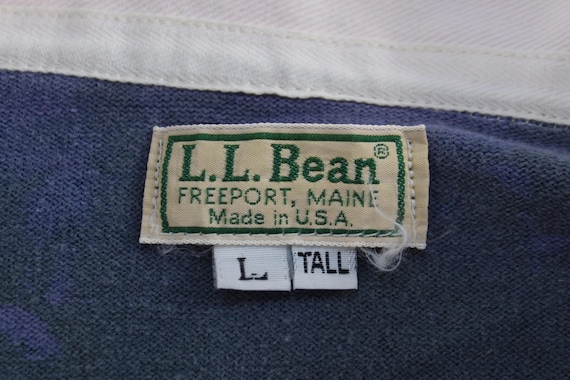 L.L.Bean®
FREEPORT, MAINE
Made in U.S.A.
L TALL